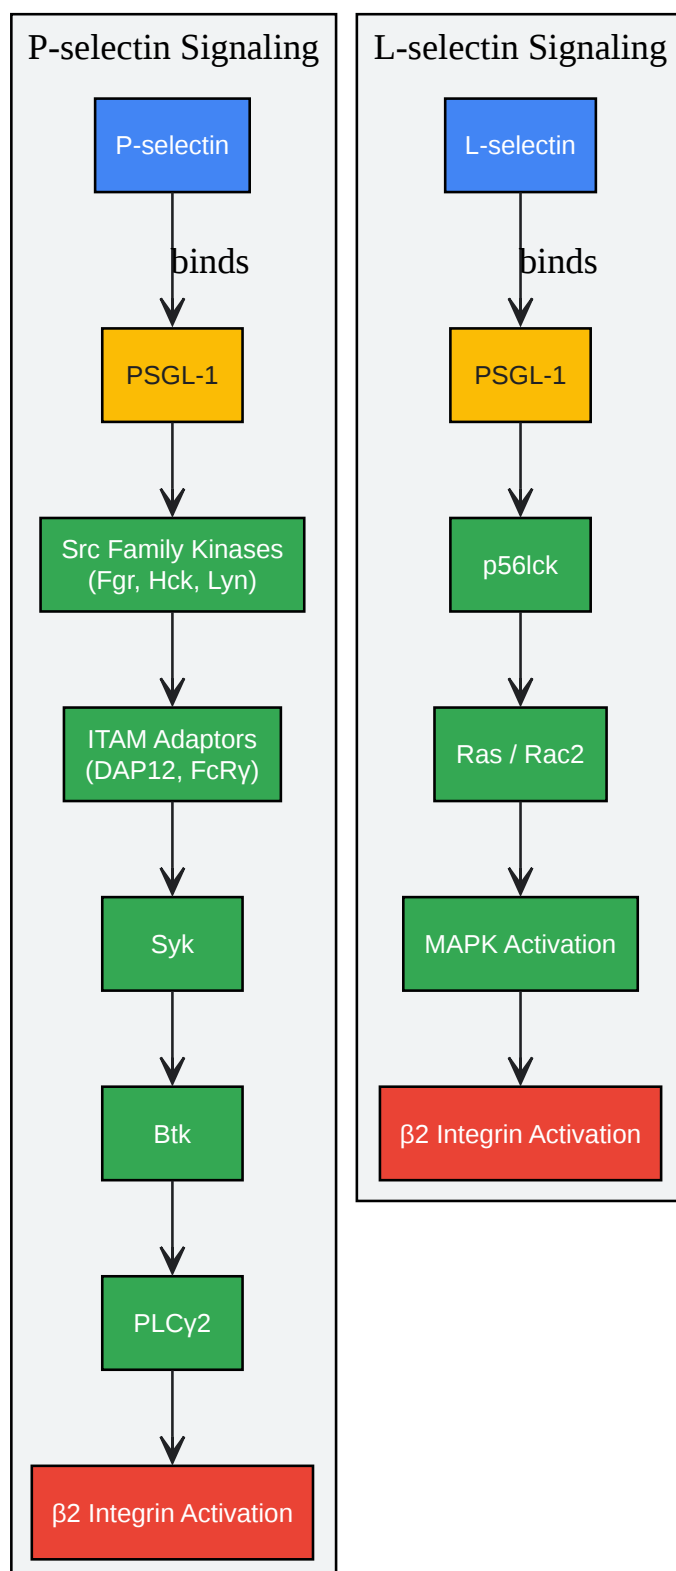 P-selectin Signaling
P-selectin
binds
PSGL-1
Src Family Kinases
(Fgr, Hck, Lyn)
ITAM Adaptors
(DAP12, FcRγ)
Syk
Btk
PLCγ2
β2 Integrin Activation
L-selectin Signaling
L-selectin
binds
PSGL-1
p56lck
Ras / Rac2
MAPK Activation
β2 Integrin Activation